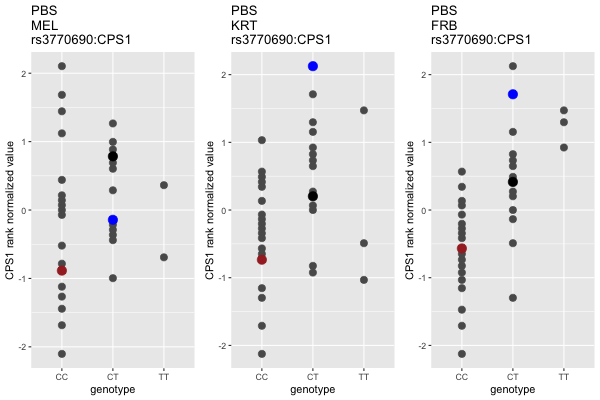 PBS
MEL
rs3770690:CPS1
CPS1 rank normalized value
2
1
0
-1
-2
CC
CT
TT
genotype
PBS
KRT
rs3770690:CPS1
CPS1 rank normalized value
2
1
0
-1
-2
CC
CT
TT
genotype
PBS
FRB
rs3770690:CPS1
CPS1 rank normalized value
2
1
0
-1
-2
CC
CT
TT
genotype